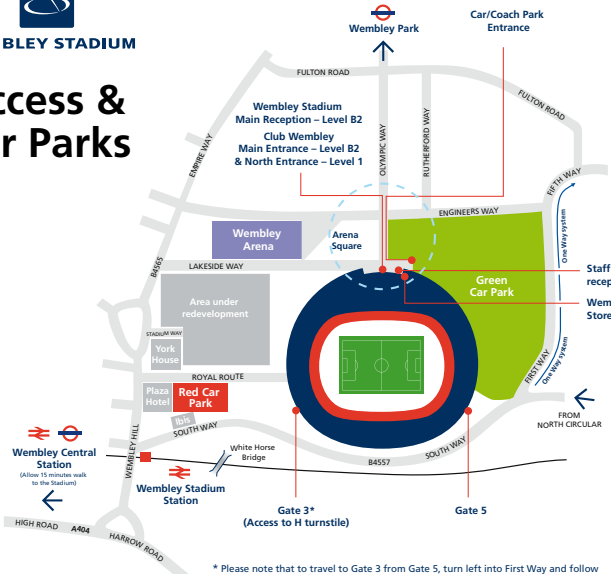 BLEY STADIUM
ccess &
r Parks
Wembley Park
Car/Coach Park
Entrance
FULTON ROAD
FULTON ROAD
Wembley Stadium
Main Reception – Level B2
Club Wembley
Main Entrance – Level B2
& North Entrance – Level 1
EMPIRE WAY
OLYMPIC WAY
RUTHERFORD WAY
FIFTH WAY
ENGINEERS WAY
One Way system
Wembley
Arena
Arena
Square
B4565
LAKESIDE WAY
Green
Car Park
Staff
recep
Wem
Store
Area under
redevelopment
STADIUM WAY
York
House
ROYAL ROUTE
FIRST WAY
One Way system
Plaza
Hotel
Red Car
Park
Ibis
SOUTH WAY
FROM
NORTH CIRCULAR
WEMBLEY HILL
White Horse
Bridge
SOUTH WAY
B4557
Wembley Central
Station
(Allow 15 minutes walk
to the Stadium)
Wembley Stadium
Station
Gate 3*
(Access to H turnstile)
Gate 5
HIGH ROAD A404
HARROW ROAD
* Please note that to travel to Gate 3 from Gate 5, turn left into First Way and follow